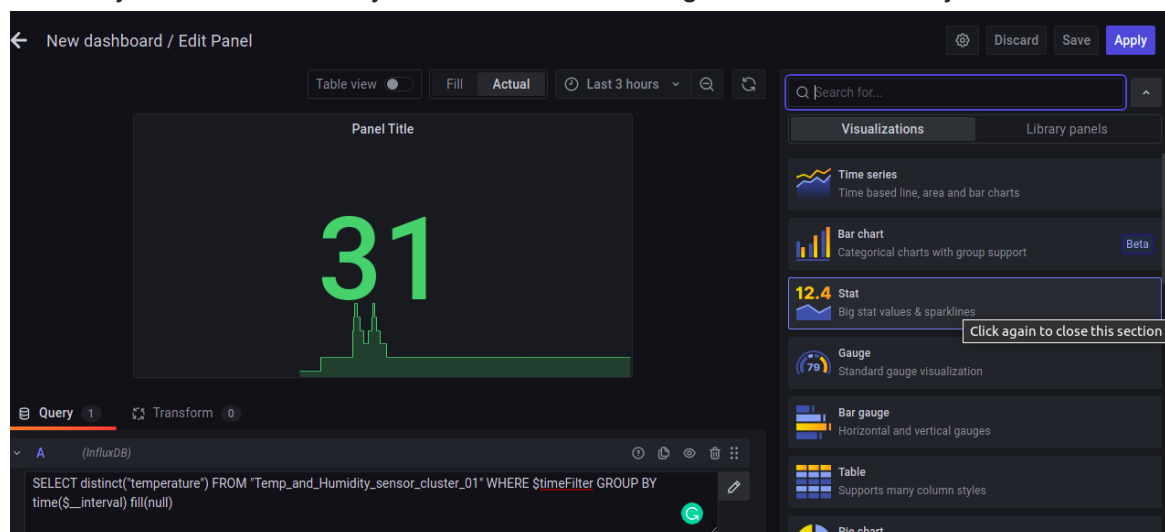 New dashboard / Edit Panel
Discard Save Apply
Table view Fill Actual Last 3 hours
Search for...
Panel Title
Visualizations Library panels
31
Time series
Time based line, area and bar charts
Bar chart
Categorical charts with group support
Beta
12.4 Stat
Big stat values & sparklines
Click again to close this section
79 Gauge
Standard gauge visualization
Bar gauge
Horizontal and vertical gauges
Table
Supports many column styles
Query 1 Transform 0
A (InfluxDB)
SELECT distinct("temperature") FROM "Temp_and_Humidity_sensor_cluster_01" WHERE $timeFilter GROUP BY
time($__interval) fill(null)